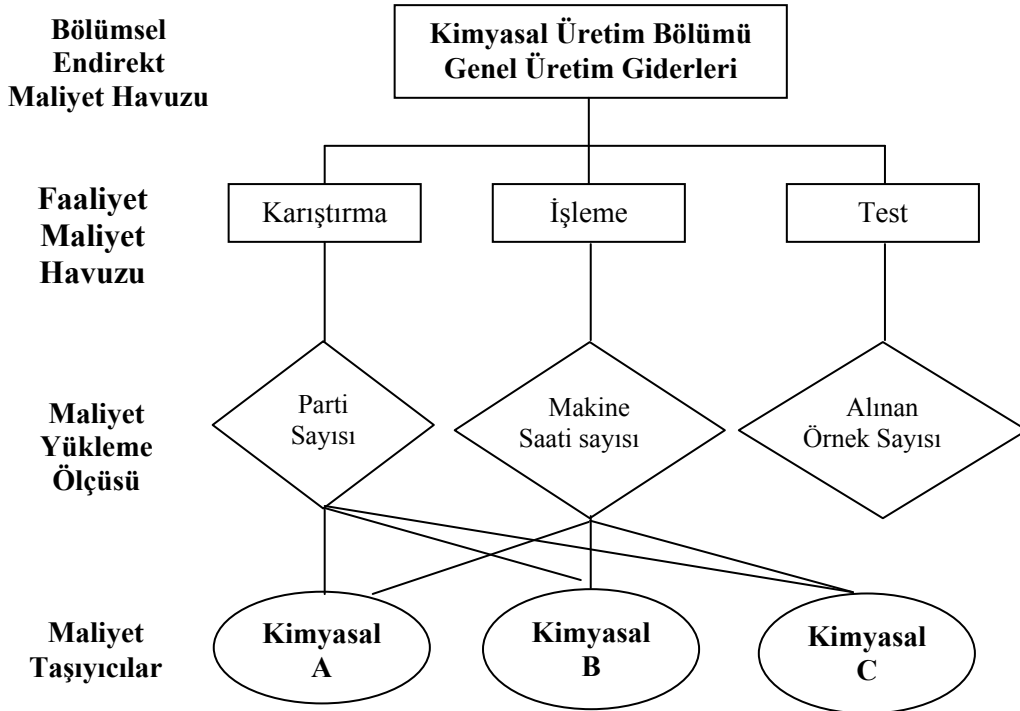 Bölümsel
Endirekt
Maliyet Havuzu
Kimyasal Üretim Bölümü
Genel Üretim Giderleri
Faaliyet
Maliyet
Havuzu
Karıştırma
İşleme
Test
Maliyet
Yükleme
Ölçüsü
Parti
Sayısı
Makine
Saati sayısı
Alınan
Örnek Sayısı
Maliyet
Taşıyıcılar
Kimyasal
A
Kimyasal
B
Kimyasal
C